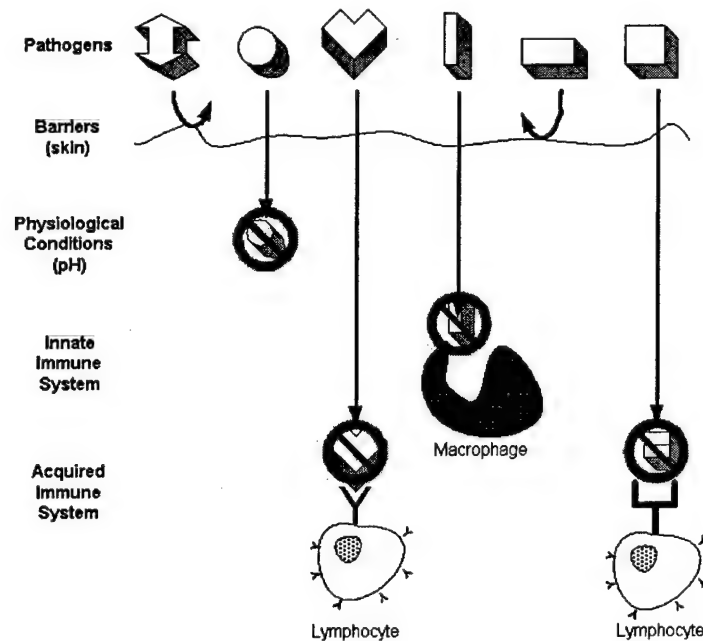 Pathogens
Barriers
(skin)
Physiological
Conditions
(pH)
Innate
Immune
System
Macrophage
Acquired
Immune
System
Lymphocyte
Lymphocyte